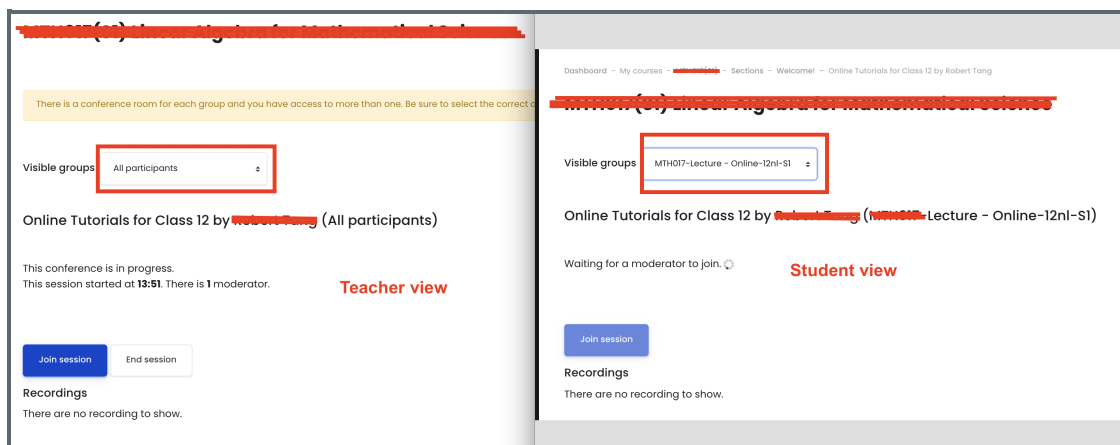 There is a conference room for each group and you have access to more than one. Be sure to select the correct
Visible groups
All participants
Online Tutorials for Class 12 by (All participants)
This conference is in progress.
This session started at 13:51. There is 1 moderator.
Teacher view
Join session
End session
Recordings
There are no recording to show.
Dashboard - My courses - - Sections - Welcome! - Online Tutorials for Class 12 by Robert Tang
Visible groups
MTH017-Lecture - Online-12nl-S1
Online Tutorials for Class 12 by ( -Lecture - Online-12nl-S1)
Waiting for a moderator to join.
Student view
Join session
Recordings
There are no recording to show.